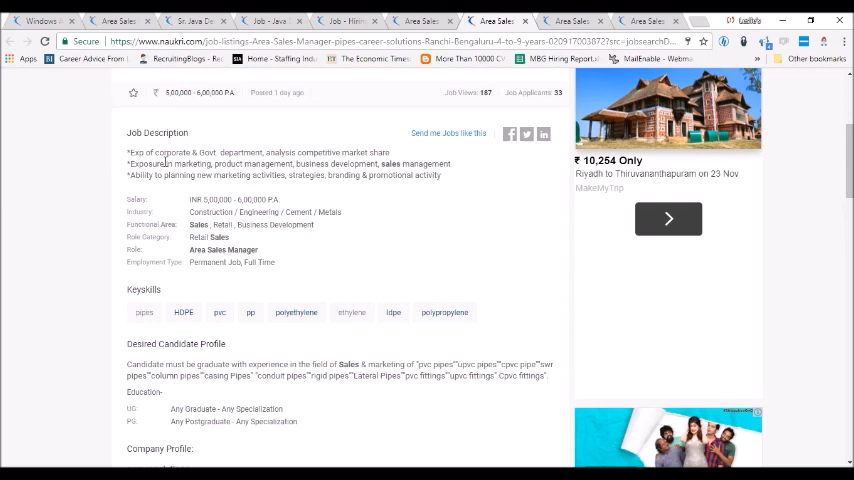 Windows A
Area Sales
Sr. Java De
Job - Java
Job - Hiring
Area Sales
Area Sales
Area Sales
Area Sales
Secure
https://www.naukri.com/job-listings-Area-Sales-Manager-pipes-career-solutions-Ranchi-Bengaluru-4-to-9-years-020917003872?src=jobsearchD...
Apps
Career Advice From L
RecruitingBlogs - Rec
Home - Staffing Indu
The Economic Times
More Than 10000 CV
MBG Hiring Report.x
MailEnable - Webma
»
Other bookmarks
₹ 5,00,000 - 6,00,000 P.A.
Posted 1 day ago
Job Views: 187
Job Applicants: 33
Job Description
Send me Jobs like this
*Exp of corporate & Govt. department, analysis competitive market share
*Exposure in marketing, product management, business development, sales management
*Ability to planning new marketing activities, strategies, branding & promotional activity
Salary: INR 5,00,000 - 6,00,000 P.A.
Industry: Construction / Engineering / Cement / Metals
Functional Area: Sales , Retail , Business Development
Role Category: Retail Sales
Role: Area Sales Manager
Employment Type: Permanent Job, Full Time
Keyskills
pipes HDPE pvc pp polyethylene ethylene ldpe polypropylene
Desired Candidate Profile
Candidate must be graduate with experience in the field of Sales & marketing of "pvc pipes""upvc pipes""cpvc pipe""swr
pipes""column pipes""casing Pipes" "conduit pipes""rigid pipes""Lateral Pipes""pvc fittings""upvc fittings" Cpvc fittings".
Education-
UG: Any Graduate - Any Specialization
PG: Any Postgraduate - Any Specialization
Company Profile:
₹ 10,254 Only
Riyadh to Thiruvananthapuram on 23 Nov
MakeMyTrip